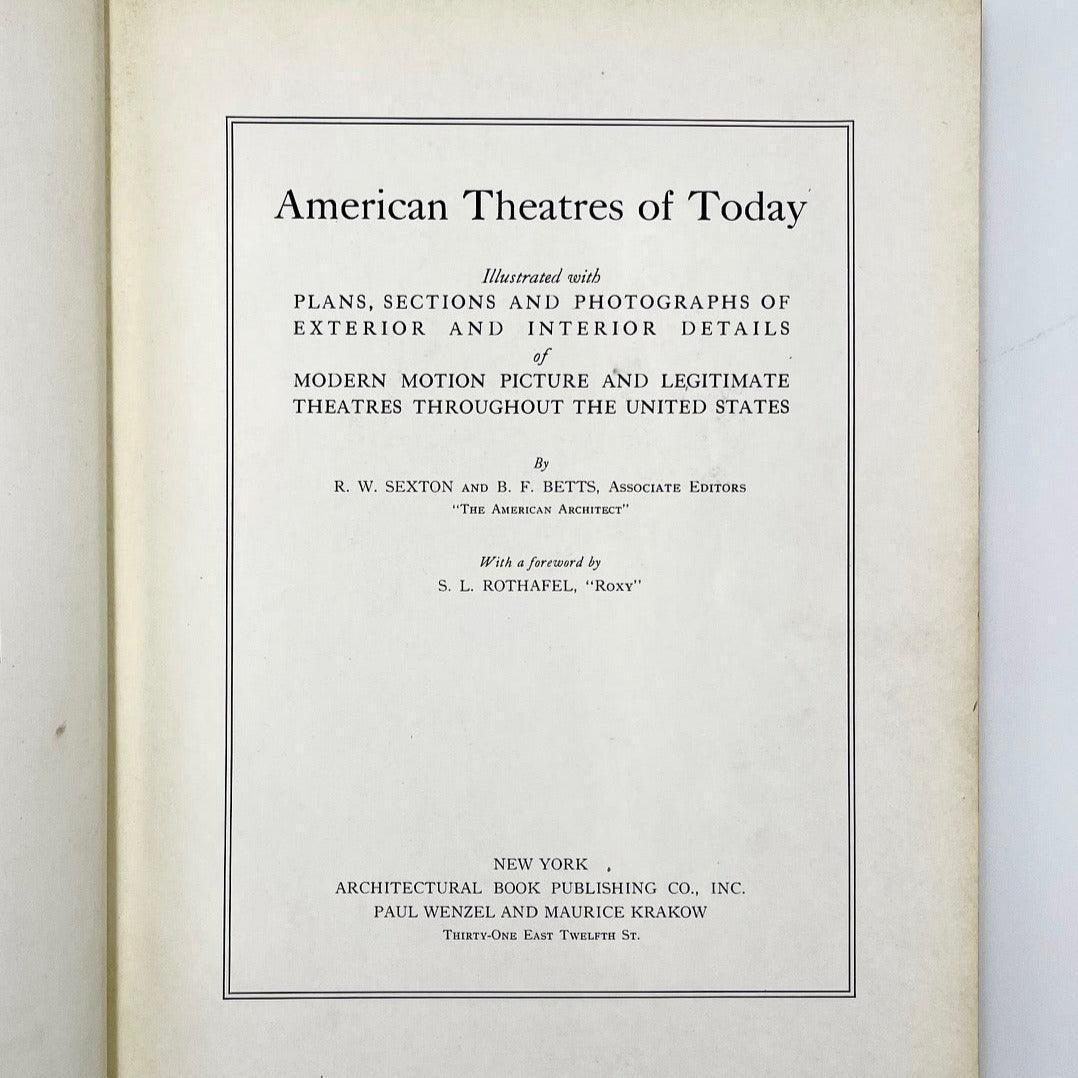 American Theatres of Today
Illustrated with
PLANS, SECTIONS AND PHOTOGRAPHS OF
EXTERIOR AND INTERIOR DETAILS
of
MODERN MOTION PICTURE AND LEGITIMATE
THEATRES THROUGHOUT THE UNITED STATES
By
R. W. SEXTON AND B. F. BETTS, ASSOCIATE EDITORS
"THE AMERICAN ARCHITECT"
With a foreword by
S. L. ROTHAFEL, "ROXY"
NEW YORK
ARCHITECTURAL BOOK PUBLISHING CO., INC.
PAUL WENZEL AND MAURICE KRAKOW
THIRTY-ONE EAST TWELFTH ST.